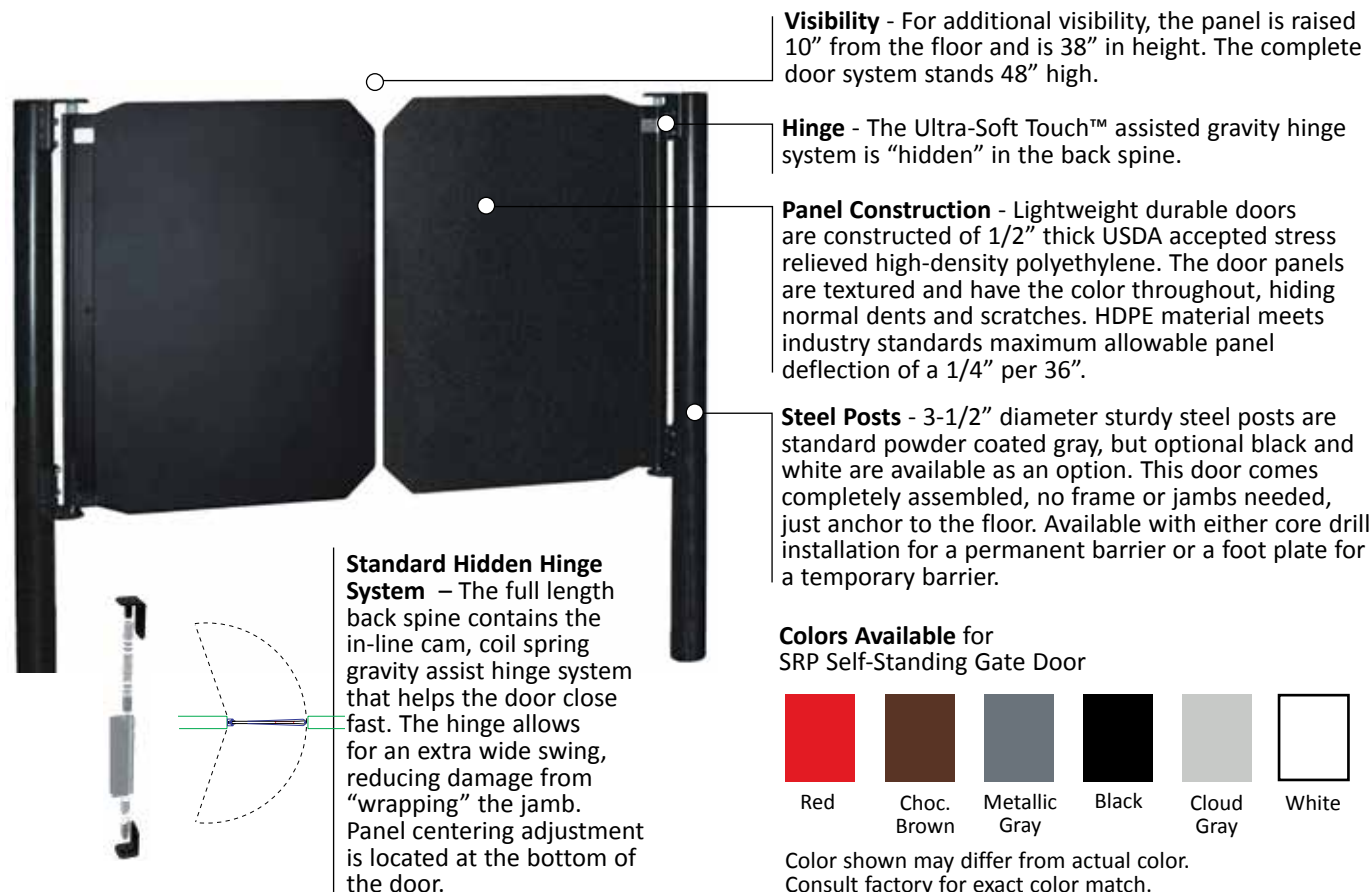 Visibility - For additional visibility, the panel is raised
10” from the floor and is 38” in height. The complete
door system stands 48” high.
Hinge - The Ultra-Soft Touch™ assisted gravity hinge
system is “hidden” in the back spine.
Panel Construction - Lightweight durable doors
are constructed of 1/2” thick USDA accepted stress
relieved high-density polyethylene. The door panels
are textured and have the color throughout, hiding
normal dents and scratches. HDPE material meets
industry standards maximum allowable panel
deflection of a 1/4” per 36”.
Steel Posts - 3-1/2” diameter sturdy steel posts are
standard powder coated gray, but optional black and
white are available as an option. This door comes
completely assembled, no frame or jambs needed,
just anchor to the floor. Available with either core drill
installation for a permanent barrier or a foot plate for
a temporary barrier.
Standard Hidden Hinge
System – The full length
back spine contains the
in-line cam, coil spring
gravity assist hinge system
that helps the door close
fast. The hinge allows
for an extra wide swing,
reducing damage from
“wrapping” the jamb.
Panel centering adjustment
is located at the bottom of
the door.
Colors Available for
SRP Self-Standing Gate Door
Red
Choc.
Brown
Metallic
Gray
Black
Cloud
Gray
White
Color shown may differ from actual color.
Consult factory for exact color match.